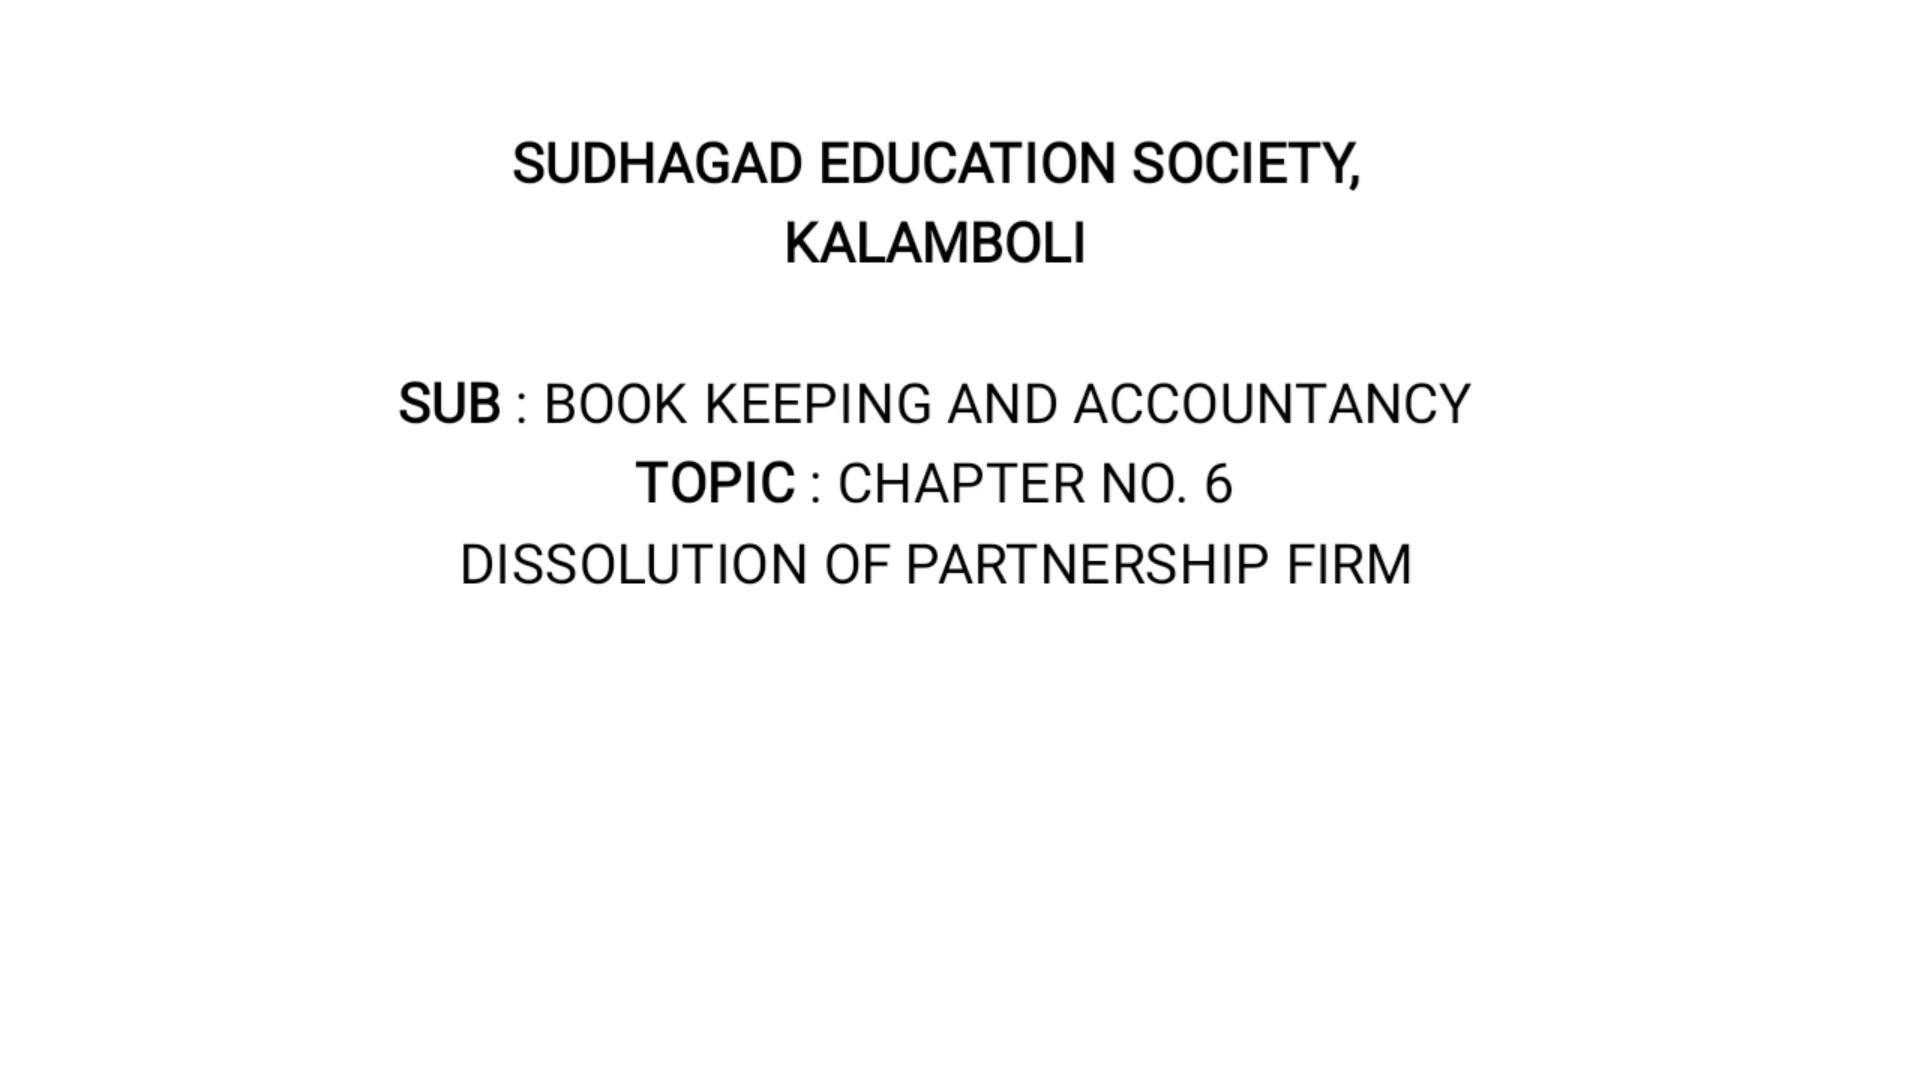 SUDHAGAD EDUCATION SOCIETY,
KALAMBOLI
SUB : BOOK KEEPING AND ACCOUNTANCY
TOPIC : CHAPTER NO. 6
DISSOLUTION OF PARTNERSHIP FIRM